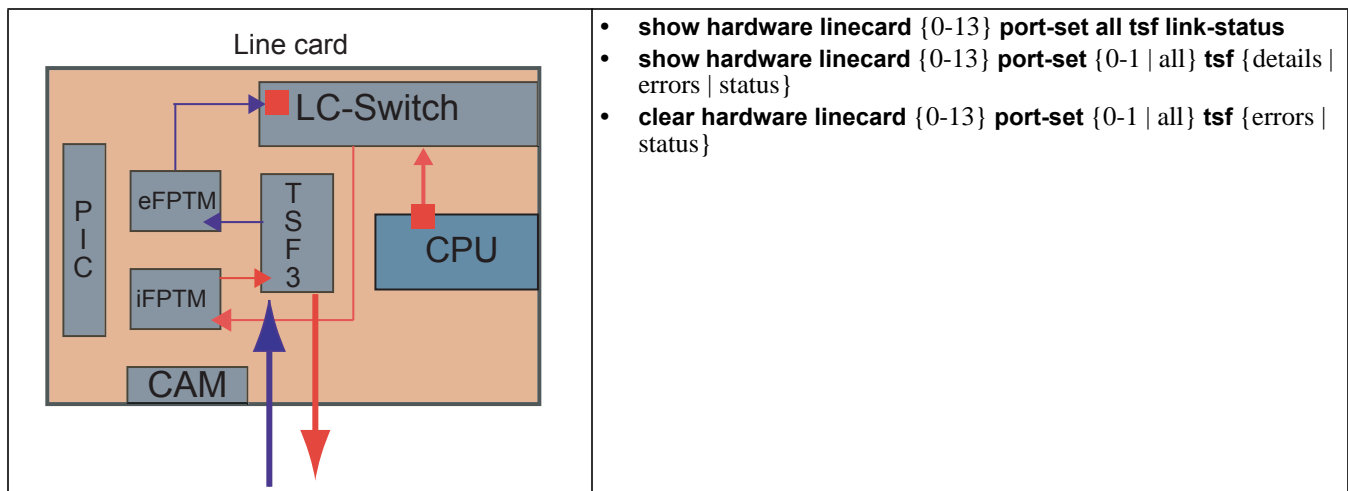 Line card
LC-Switch
PIC
eFPTM
TSF3
CPU
iFPTM
CAM
• show hardware linecard {0-13} port-set all tsf link-status
• show hardware linecard {0-13} port-set {0-1 | all} tsf {details |
errors | status}
• clear hardware linecard {0-13} port-set {0-1 | all} tsf {errors |
status}